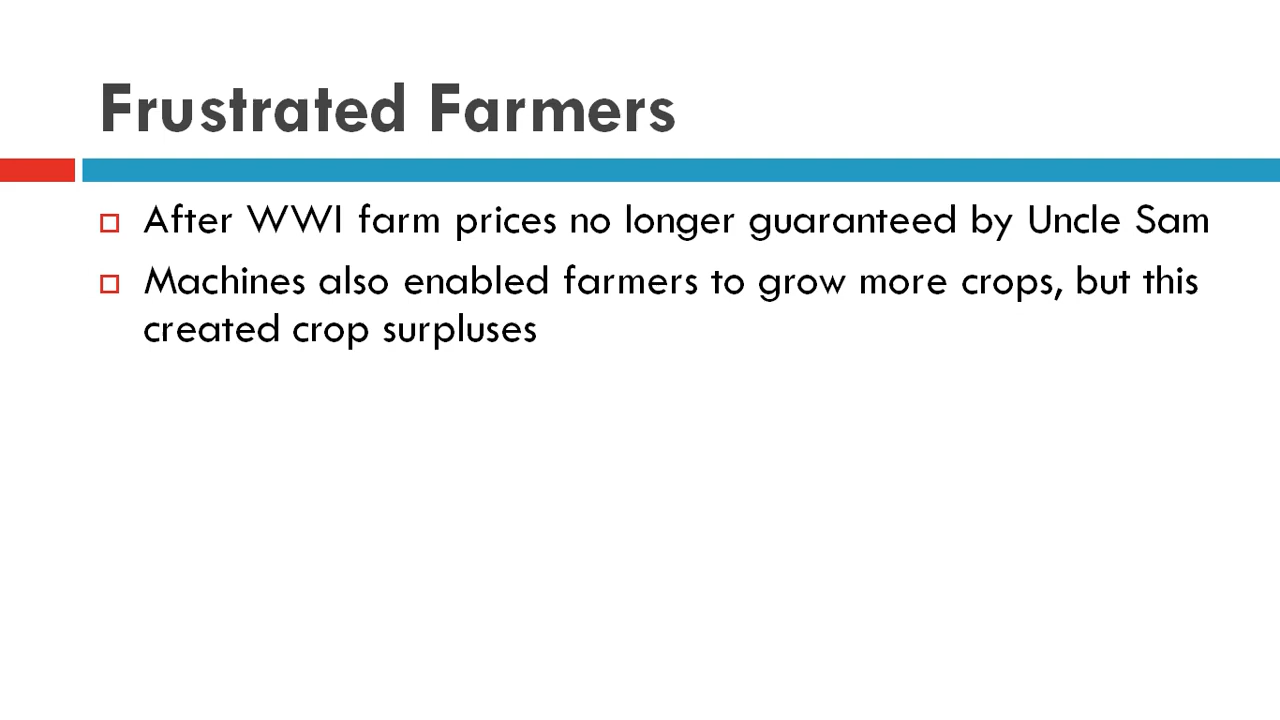 Frustrated Farmers
After WWI farm prices no longer guaranteed by Uncle Sam
Machines also enabled farmers to grow more crops, but this
created crop surpluses